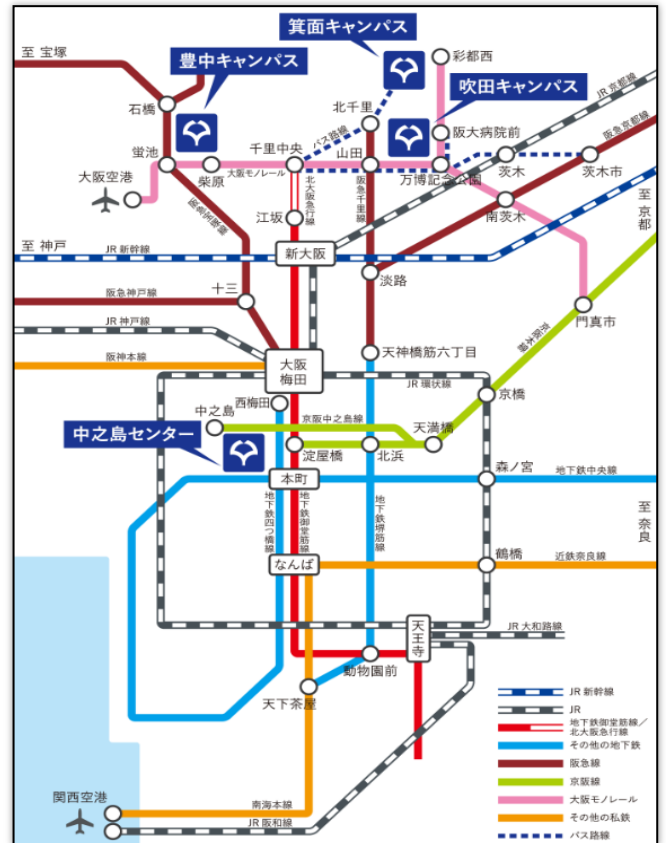 箕面キャンパス
至 宝塚
豊中キャンパス
彩都西
吹田キャンパス
JR 京都線
石橋
北千里
バス路線
阪大病院前
阪急京都線
蛍池
柴原
千里中央
大阪モノレール
山田
万博記念公園
茨木
茨木市
大阪空港
阪急宝塚線
北大阪急行線
阪急千里線
江坂
南茨木
至 京都
至 神戸
JR 新幹線
新大阪
淡路
十三
阪急神戸線
JR 神戸線
門真市
京阪本線
阪神本線
大阪
梅田
天神橋筋六丁目
JR 環状線
西梅田
京橋
中之島
京阪中之島線
天満橋
中之島センター
淀屋橋
北浜
本町
森ノ宮
地下鉄中央線
地下鉄四つ橋線
地下鉄御堂筋線
地下鉄堺筋線
至 奈良
なんば
鶴橋
近鉄奈良線
天王寺
JR 大和路線
動物園前
天下茶屋
関西空港
南海本線
JR 阪和線
JR 新幹線
JR
地下鉄御堂筋線／
北大阪急行線
その他の地下鉄
阪急線
京阪線
大阪モノレール
その他の私鉄
バス路線